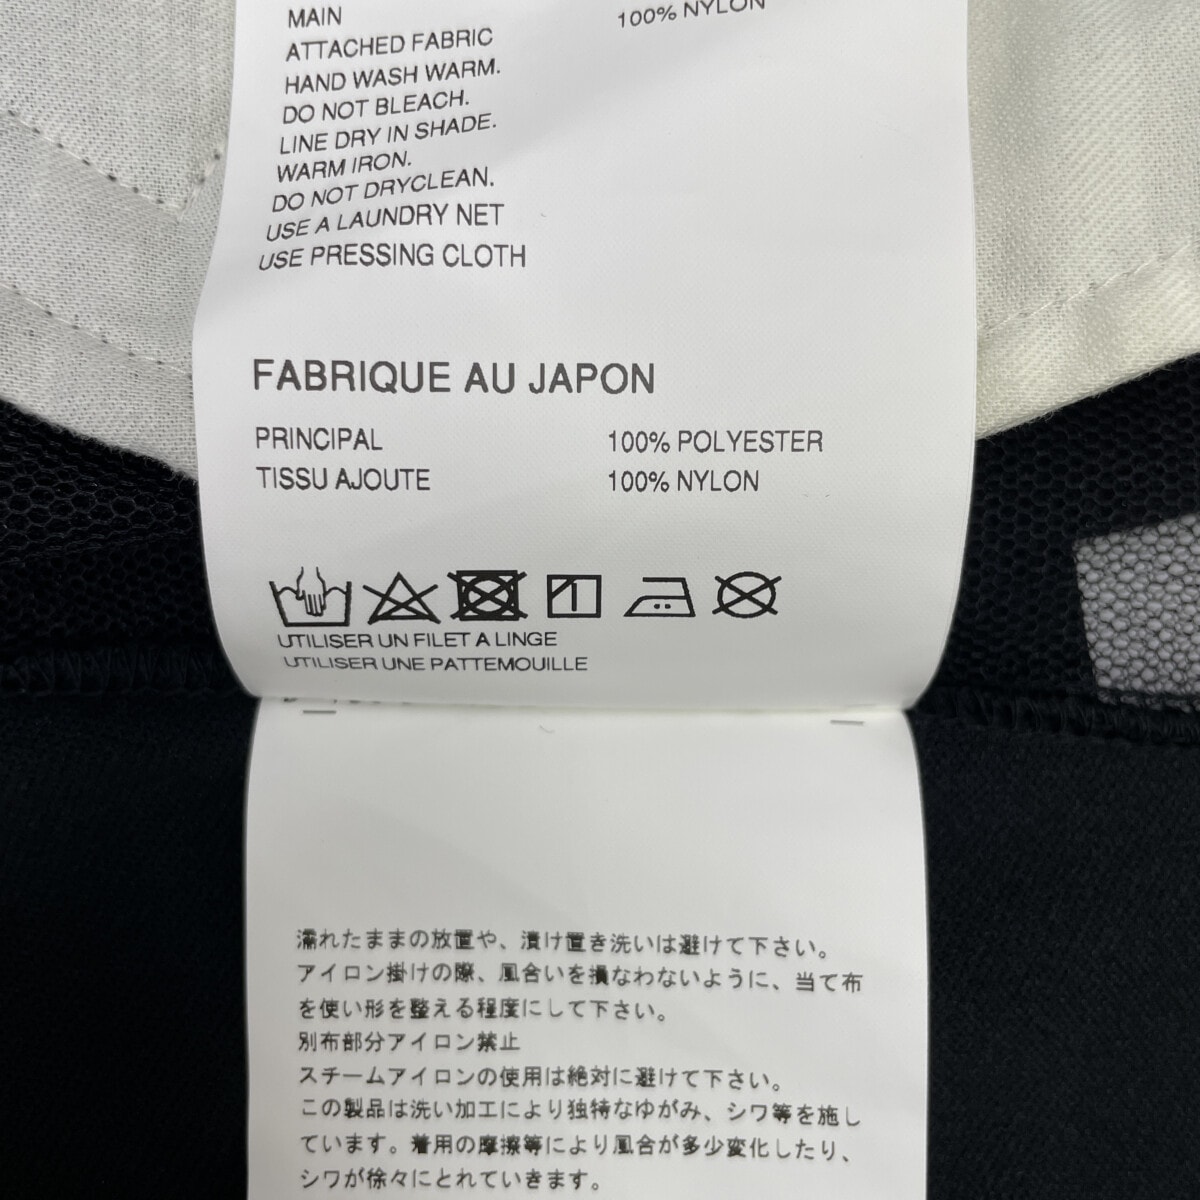 MAIN 100% NYLON
ATTACHED FABRIC
HAND WASH WARM.
DO NOT BLEACH.
LINE DRY IN SHADE.
WARM IRON.
DO NOT DRYCLEAN.
USE A LAUNDRY NET
USE PRESSING CLOTH
FABRIQUE AU JAPON
PRINCIPAL 100% POLYESTER
TISSU AJOUTE 100% NYLON
UTILISER UN FILET A LINGE
UTILISER UNE PATTEMOUILLE
濡れたままの放置や、漬け置き洗いは避けて下さい。
アイロン掛けの際、風合いを損なわないように、当て布
を使い形を整える程度にして下さい。
別布部分アイロン禁止
スチームアイロンの使用は絶対に避けて下さい。
この製品は洗い加工により独特なゆがみ、シワ等を施し
ています。着用の摩擦等により風合が多少変化したり、
シワが徐々にとれていきます。